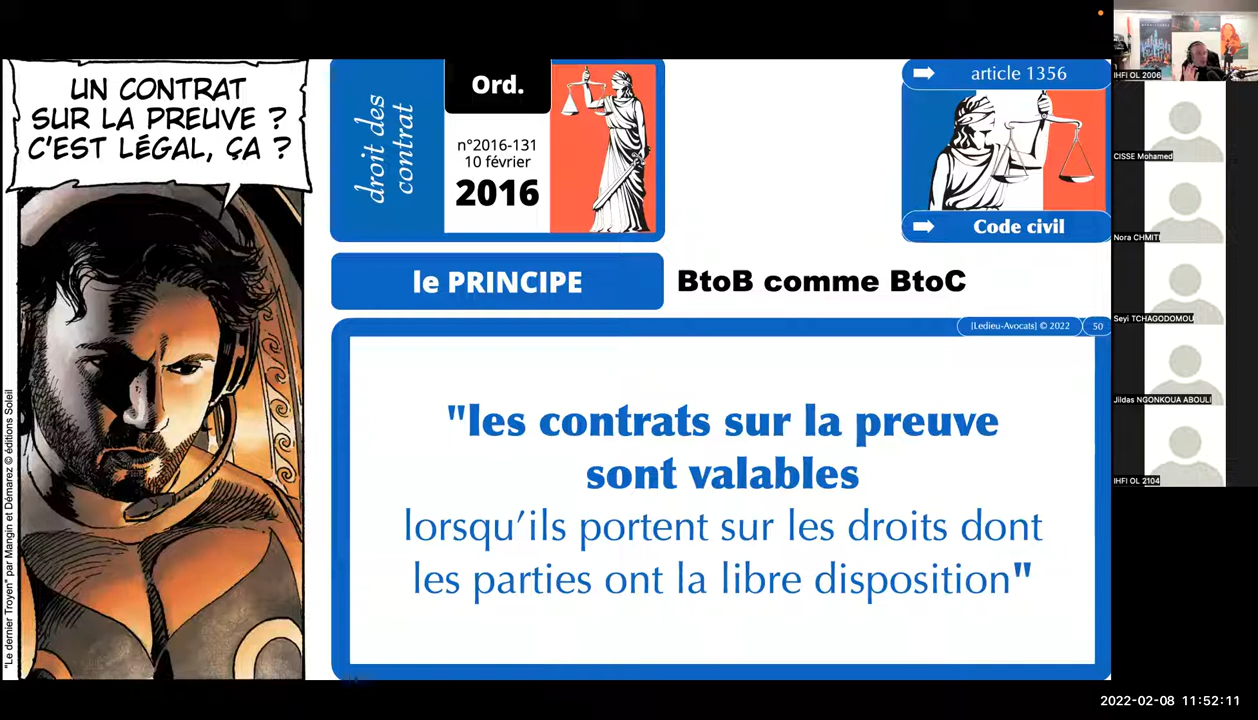 UN CONTRAT
SUR LA PREUVE ?
C'EST LÉGAL, ÇA ?
"Le dernier Troyen" par Mangin et Démarez © éditions Soleil
droit des
contrat
Ord.
n°2016-131
10 février
2016
article 1356
Code civil
le PRINCIPE
BtoB comme BtoC
[Ledieu-Avocats] © 2022
50
"les contrats sur la preuve
sont valables
lorsqu'ils portent sur les droits dont
les parties ont la libre disposition"
IHFI OL 2006
CISSE Mohamed
Nora CHMITI
Seyi TCHAGODOMOU
Jildas NGONKOUA ABOULI
IHFI OL 2104
2022-02-08 11:52:11